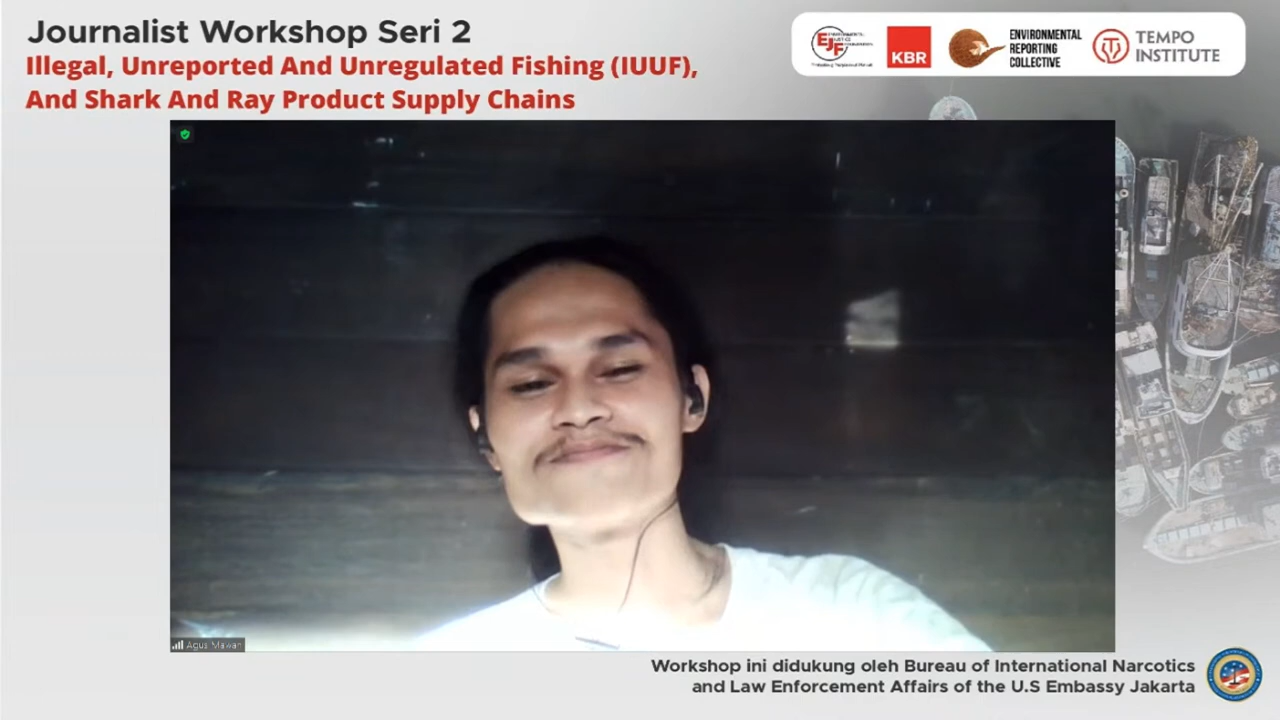 Journalist Workshop Seri 2
Illegal, Unreported And Unregulated Fishing (IUUF),
And Shark And Ray Product Supply Chains
EJF
KBR
ENVIRONMENTAL
REPORTING
COLLECTIVE
TEMPO
INSTITUTE
Agus Mawan
Workshop ini didukung oleh Bureau of International Narcotics
and Law Enforcement Affairs of the U.S Embassy Jakarta